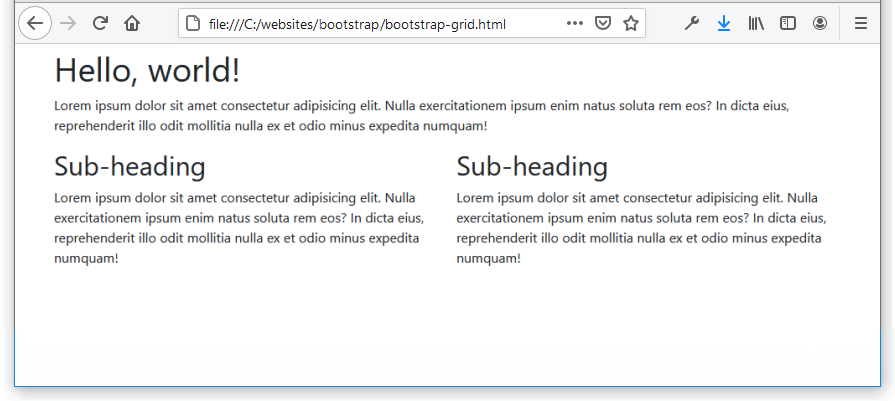 file:///C:/websites/bootstrap/bootstrap-grid.html
Hello, world!
Lorem ipsum dolor sit amet consectetur adipisicing elit. Nulla exercitationem ipsum enim natus soluta rem eos? In dicta eius,
reprehenderit illo odit mollitia nulla ex et odio minus expedita numquam!
Sub-heading
Lorem ipsum dolor sit amet consectetur adipisicing elit. Nulla
exercitationem ipsum enim natus soluta rem eos? In dicta eius,
reprehenderit illo odit mollitia nulla ex et odio minus expedita
numquam!
Sub-heading
Lorem ipsum dolor sit amet consectetur adipisicing elit. Nulla
exercitationem ipsum enim natus soluta rem eos? In dicta eius,
reprehenderit illo odit mollitia nulla ex et odio minus expedita
numquam!